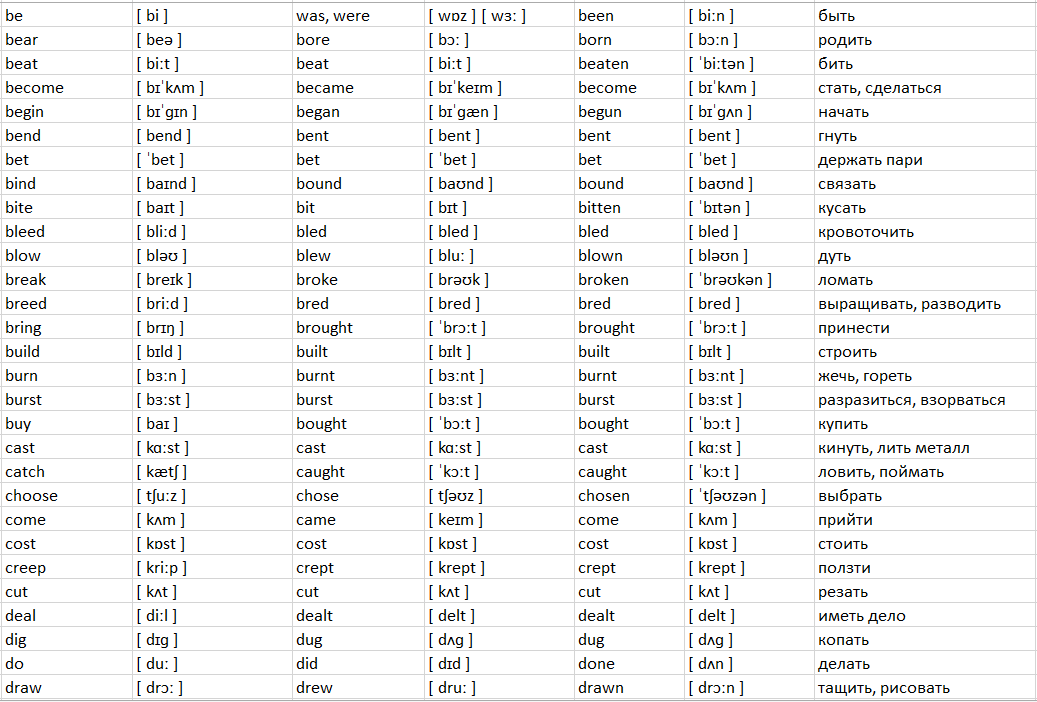 be [ bi ] was, were [ wɒz ] [ wɜː ] been [ biːn ] быть
bear [ beə ] bore [ bɔː ] born [ bɔːn ] родить
beat [ biːt ] beat [ biːt ] beaten [ ˈbiːtən ] бить
become [ bɪˈkʌm ] became [ bɪˈkeɪm ] become [ bɪˈkʌm ] стать, сделаться
begin [ bɪˈɡɪn ] began [ bɪˈɡæn ] begun [ bɪˈɡʌn ] начать
bend [ bend ] bent [ bent ] bent [ bent ] гнуть
bet [ ˈbet ] bet [ ˈbet ] bet [ ˈbet ] держать пари
bind [ baɪnd ] bound [ baʊnd ] bound [ baʊnd ] связать
bite [ baɪt ] bit [ bɪt ] bitten [ ˈbɪtən ] кусать
bleed [ bliːd ] bled [ bled ] bled [ bled ] кровоточить
blow [ bləʊ ] blew [ bluː ] blown [ bləʊn ] дуть
break [ breɪk ] broke [ brəʊk ] broken [ ˈbrəʊkən ] ломать
breed [ briːd ] bred [ bred ] bred [ bred ] выращивать, разводить
bring [ brɪŋ ] brought [ ˈbrɔːt ] brought [ ˈbrɔːt ] принести
build [ bɪld ] built [ bɪlt ] built [ bɪlt ] строить
burn [ bɜːn ] burnt [ bɜːnt ] burnt [ bɜːnt ] жечь, гореть
burst [ bɜːst ] burst [ bɜːst ] burst [ bɜːst ] разразиться, взорваться
buy [ baɪ ] bought [ ˈbɔːt ] bought [ ˈbɔːt ] купить
cast [ kɑːst ] cast [ kɑːst ] cast [ kɑːst ] кинуть, лить металл
catch [ kætʃ ] caught [ ˈkɔːt ] caught [ ˈkɔːt ] ловить, поймать
choose [ tʃuːz ] chose [ tʃəʊz ] chosen [ ˈtʃəʊzən ] выбрать
come [ kʌm ] came [ keɪm ] come [ kʌm ] прийти
cost [ kɒst ] cost [ kɒst ] cost [ kɒst ] стоить
creep [ kriːp ] crept [ krept ] crept [ krept ] ползти
cut [ kʌt ] cut [ kʌt ] cut [ kʌt ] резать
deal [ diːl ] dealt [ delt ] dealt [ delt ] иметь дело
dig [ dɪɡ ] dug [ dʌɡ ] dug [ dʌɡ ] копать
do [ duː ] did [ dɪd ] done [ dʌn ] делать
draw [ drɔː ] drew [ druː ] drawn [ drɔːn ] тащить, рисовать